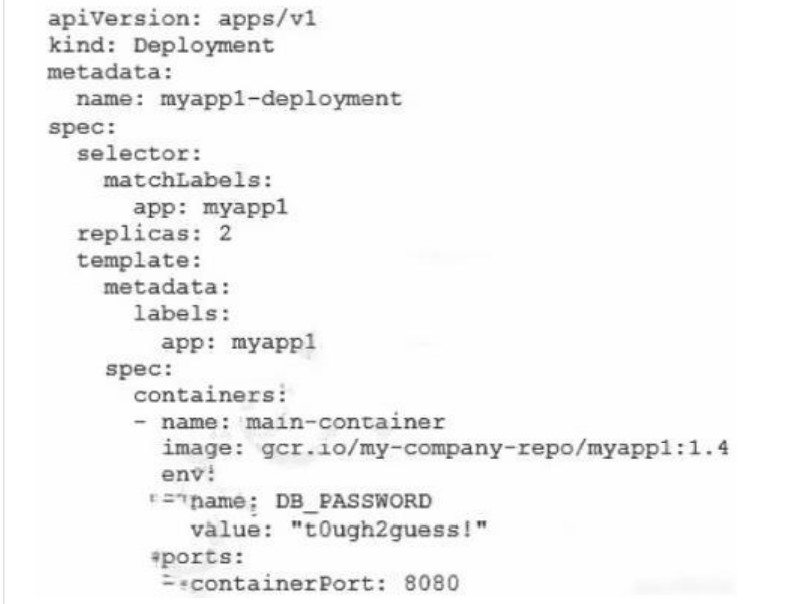 apiVersion: apps/v1
kind: Deployment
metadata:
  name: myapp1-deployment
spec:
  selector:
    matchLabels:
      app: myapp1
  replicas: 2
  template:
    metadata:
      labels:
        app: myapp1
    spec:
      containers:
      - name: main-container
        image: gcr.io/my-company-repo/myapp1:1.4
        env:
        - name: DB_PASSWORD
          value: "t0ugh2guess!"
        ports:
        - containerPort: 8080